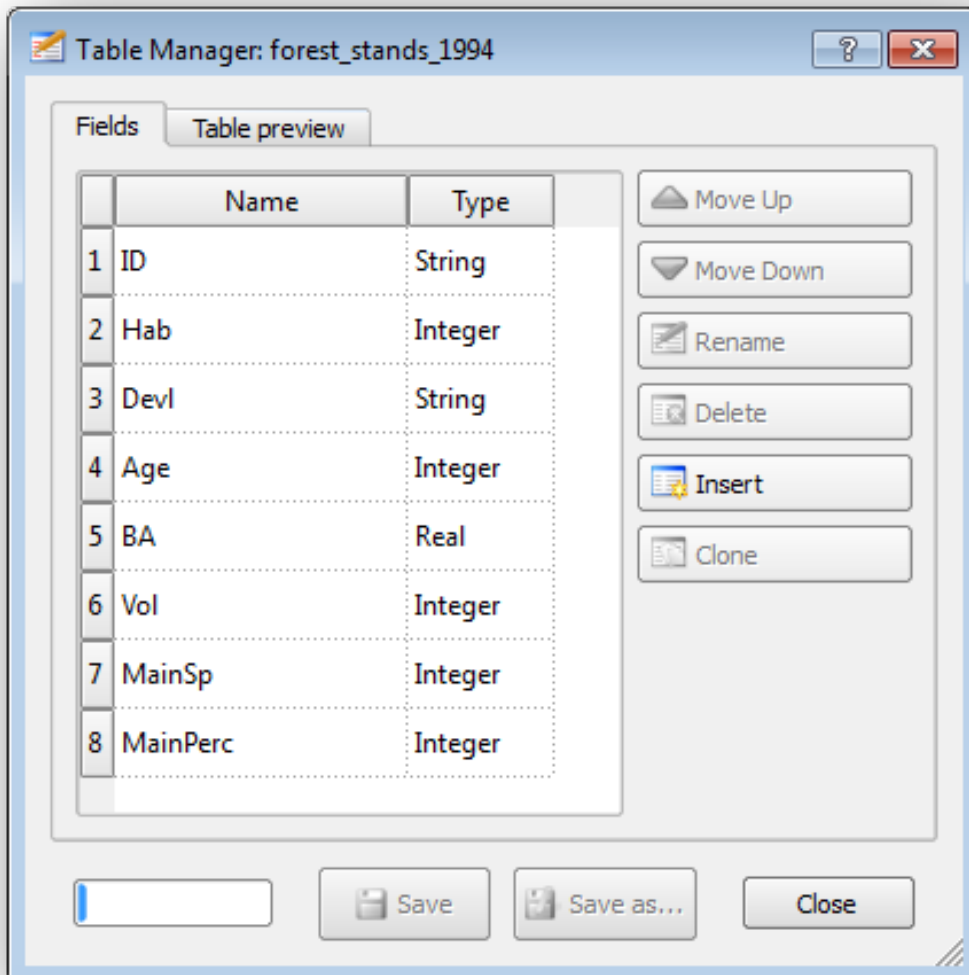 Table Manager: forest_stands_1994
?
Fields Table preview
Name Type
1 ID String
2 Hab Integer
3 Devl String
4 Age Integer
5 BA Real
6 Vol Integer
7 MainSp Integer
8 MainPerc Integer
Move Up
Move Down
Rename
Delete
Insert
Clone
Save Save as... Close